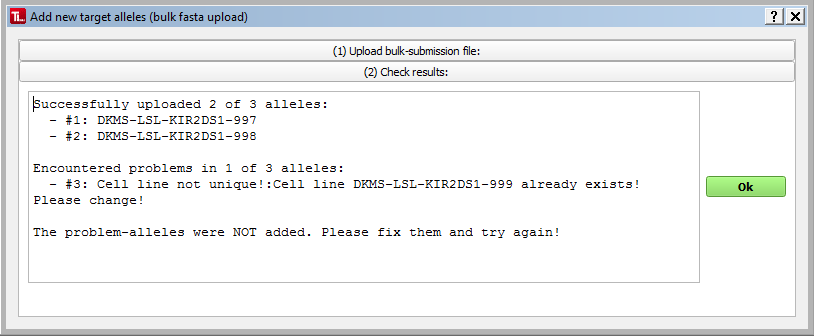 Ti...
Add new target alleles (bulk fasta upload)
? X
(1) Upload bulk-submission file:
(2) Check results:
Successfully uploaded 2 of 3 alleles:
- #1: DKMS-LSL-KIR2DS1-997
- #2: DKMS-LSL-KIR2DS1-998
Encountered problems in 1 of 3 alleles:
- #3: Cell line not unique!:Cell line DKMS-LSL-KIR2DS1-999 already exists!
Please change!
The problem-alleles were NOT added. Please fix them and try again!
Ok